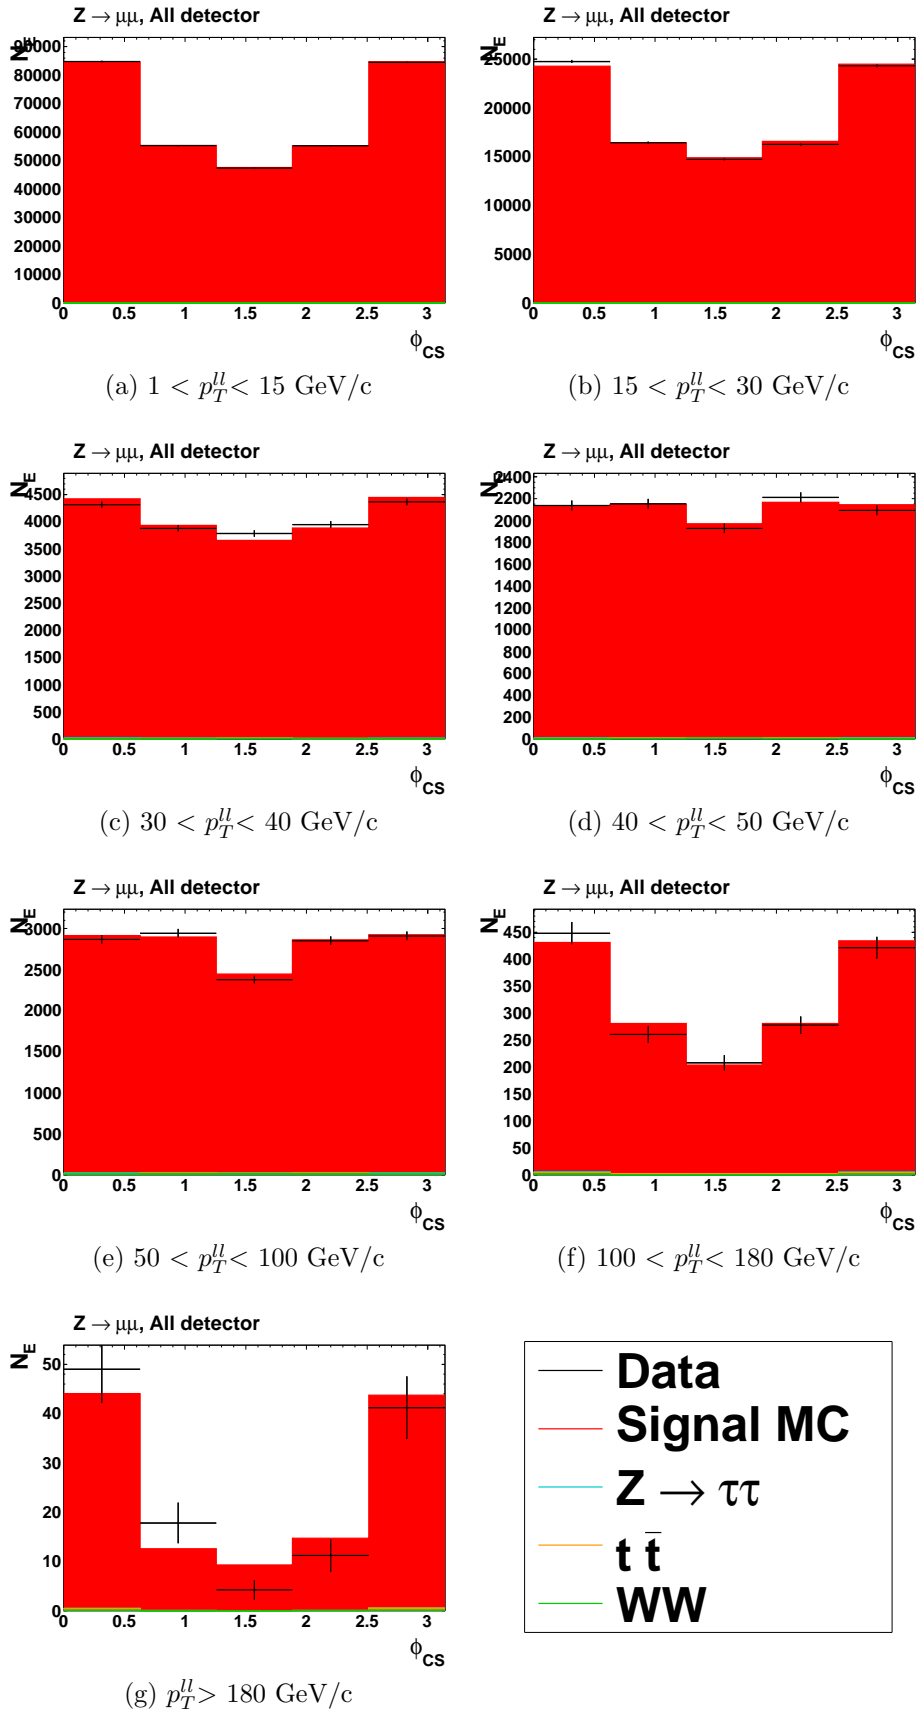 Z → μμ, All detector
N_E
90000
80000
70000
60000
50000
40000
30000
20000
10000
0
0 0.5 1 1.5 2 2.5 3
ϕ_CS
(a) 1 < p_T^ll < 15 GeV/c
Z → μμ, All detector
N_E
25000
20000
15000
10000
5000
0
0 0.5 1 1.5 2 2.5 3
ϕ_CS
(b) 15 < p_T^ll < 30 GeV/c
Z → μμ, All detector
N_E
4500
4000
3500
3000
2500
2000
1500
1000
500
0
0 0.5 1 1.5 2 2.5 3
ϕ_CS
(c) 30 < p_T^ll < 40 GeV/c
Z → μμ, All detector
N_E
2400
2200
2000
1800
1600
1400
1200
1000
800
600
400
200
0
0 0.5 1 1.5 2 2.5 3
ϕ_CS
(d) 40 < p_T^ll < 50 GeV/c
Z → μμ, All detector
N_E
3000
2500
2000
1500
1000
500
0
0 0.5 1 1.5 2 2.5 3
ϕ_CS
(e) 50 < p_T^ll < 100 GeV/c
Z → μμ, All detector
N_E
450
400
350
300
250
200
150
100
50
0
0 0.5 1 1.5 2 2.5 3
ϕ_CS
(f) 100 < p_T^ll < 180 GeV/c
Z → μμ, All detector
N_E
50
40
30
20
10
0
0 0.5 1 1.5 2 2.5 3
ϕ_CS
(g) p_T^ll > 180 GeV/c
Data
Signal MC
Z → ττ
t t̄
WW